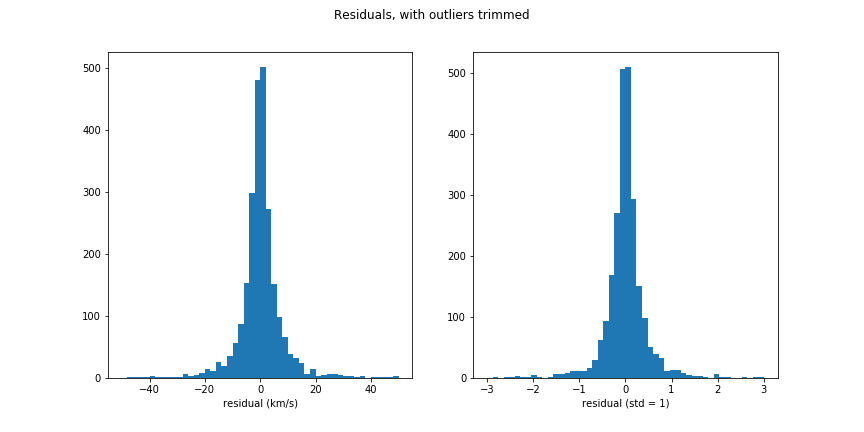 Residuals, with outliers trimmed
500
400
300
200
100
0
−40 −20 0 20 40
residual (km/s)
500
400
300
200
100
0
−3 −2 −1 0 1 2 3
residual (std = 1)